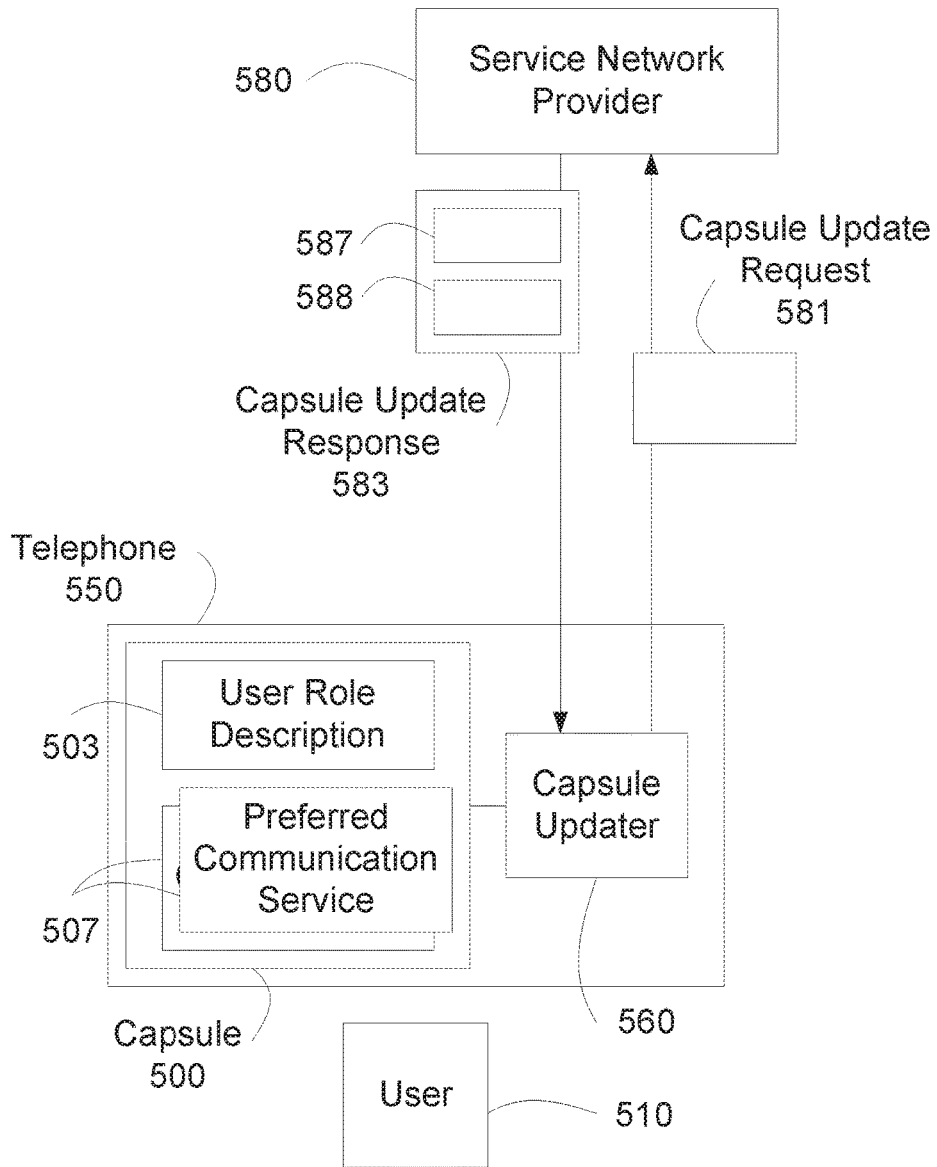 580
Service Network
Provider
587
588
Capsule Update
Request
581
Capsule Update
Response
583
Telephone
550
User Role
Description
503
Preferred
Communication
Service
507
Capsule
Updater
Capsule
500
560
User
510